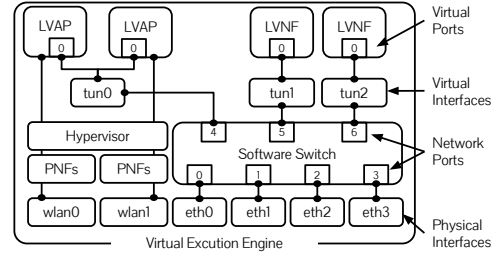 LVAP LVAP LVNF LVNF
0 0 0 0
Virtual
Ports
tun0 tun1 tun2
Virtual
Interfaces
4 5 6
Hypervisor
Software Switch
Network
Ports
PNFs PNFs
0 1 2 3
wlan0 wlan1 eth0 eth1 eth2 eth3
Physical
Interfaces
Virtual Excution Engine